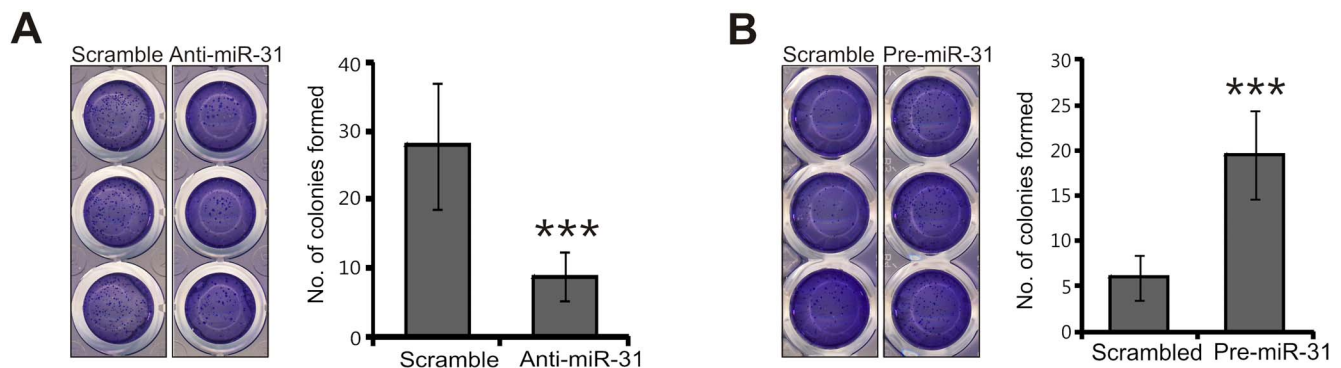 A
Scramble Anti-miR-31
No. of colonies formed
40
30
20
10
0
***
Scramble Anti-miR-31
B
Scramble Pre-miR-31
No. of colonies formed
30
25
20
15
10
5
0
***
Scrambled Pre-miR-31